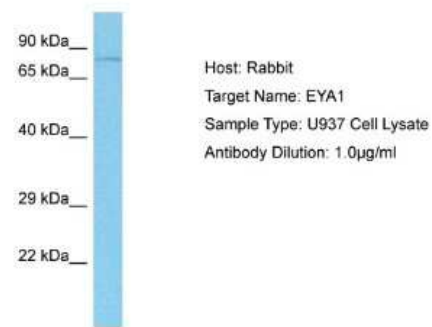 90 kDa
65 kDa
40 kDa
29 kDa
22 kDa
Host: Rabbit
Target Name: EYA1
Sample Type: U937 Cell Lysate
Antibody Dilution: 1.0µg/ml